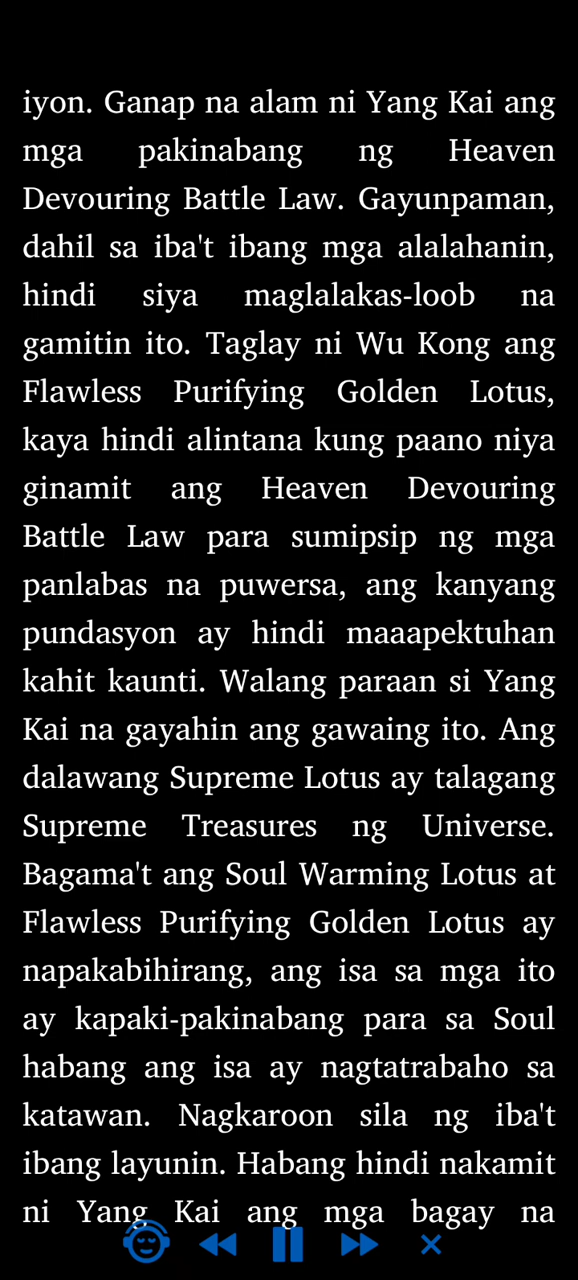 iyon. Ganap na alam ni Yang Kai ang
mga pakinabang ng Heaven
Devouring Battle Law. Gayunpaman,
dahil sa iba't ibang mga alalahanin,
hindi siya maglalakas-loob na
gamitin ito. Taglay ni Wu Kong ang
Flawless Purifying Golden Lotus,
kaya hindi alintana kung paano niya
ginamit ang Heaven Devouring
Battle Law para sumipsip ng mga
panlabas na puwersa, ang kanyang
pundasyon ay hindi maaapektuhan
kahit kaunti. Walang paraan si Yang
Kai na gayahin ang gawaing ito. Ang
dalawang Supreme Lotus ay talagang
Supreme Treasures ng Universe.
Bagama't ang Soul Warming Lotus at
Flawless Purifying Golden Lotus ay
napakabihirang, ang isa sa mga ito
ay kapaki-pakinabang para sa Soul
habang ang isa ay nagtatrabaho sa
katawan. Nagkaroon sila ng iba't
ibang layunin. Habang hindi nakamit
ni Yang Kai ang mga bagay na